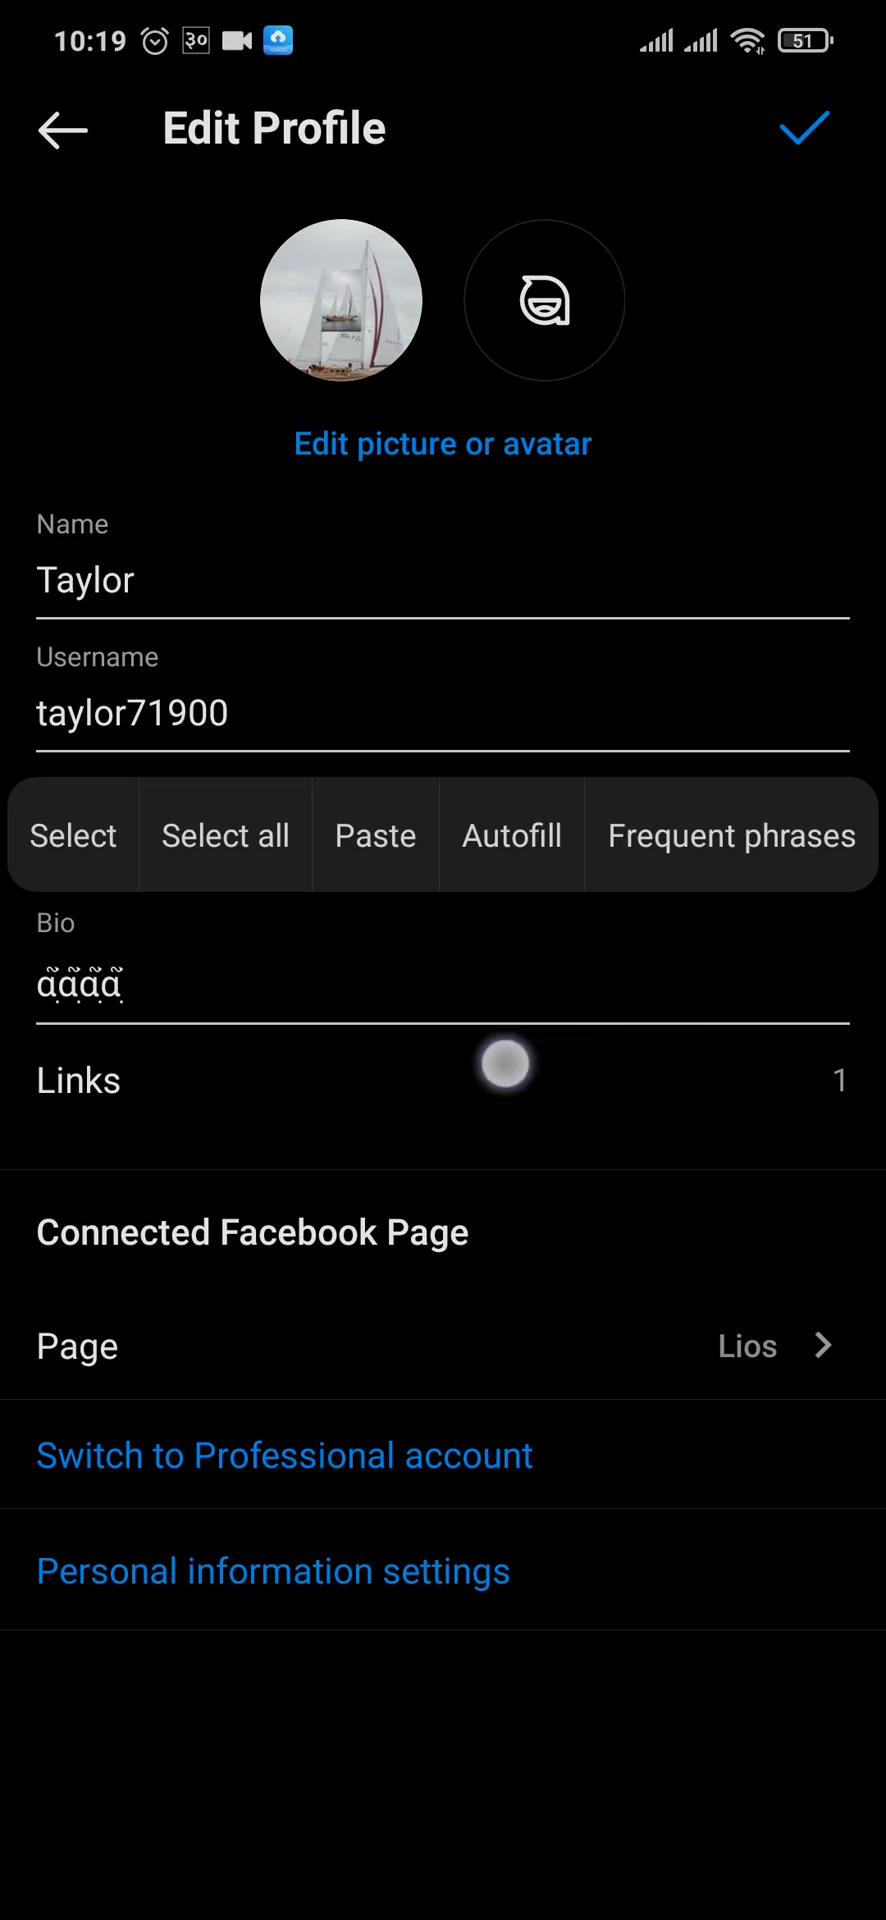 10:19 ३० 51
Edit Profile
Edit picture or avatar
Name
Taylor
Username
taylor71900
Select Select all Paste Autofill Frequent phrases
Bio
Links 1
Connected Facebook Page
Page Lios
Switch to Professional account
Personal information settings